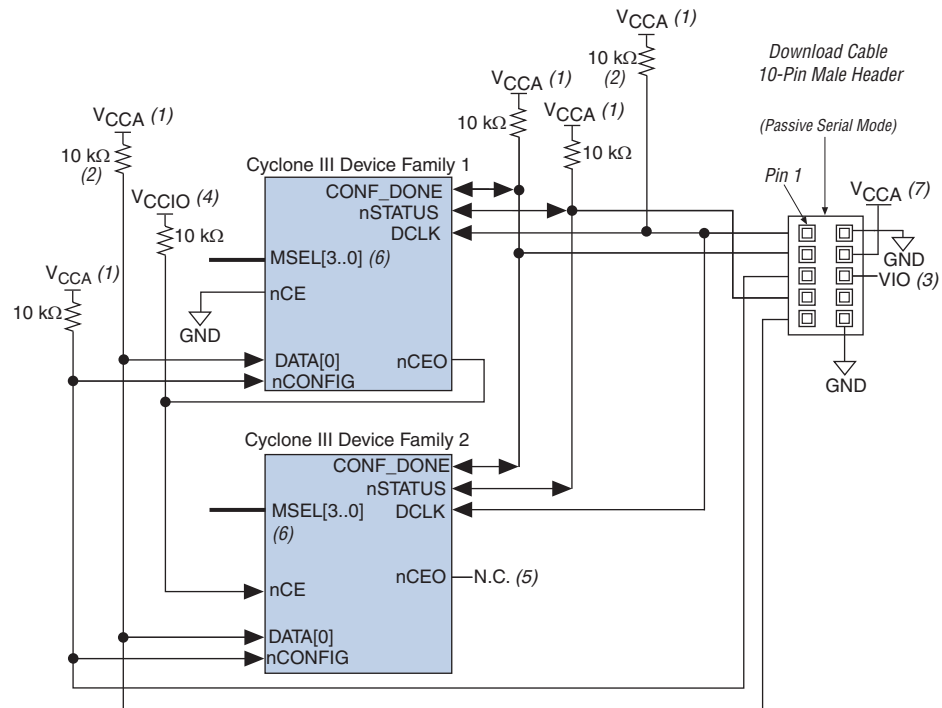 VCCA (1)
10 kΩ
(2)
Download Cable
10-Pin Male Header
(Passive Serial Mode)
Pin 1
VCCA (7)
GND
VIO (3)
GND
VCCA (1)
10 kΩ
VCCA (1)
10 kΩ
VCCA (1)
10 kΩ
(2)
VCCIO (4)
10 kΩ
VCCA (1)
10 kΩ
Cyclone III Device Family 1
CONF_DONE
nSTATUS
DCLK
MSEL[3..0] (6)
nCE
GND
DATA[0]
nCEO
nCONFIG
Cyclone III Device Family 2
CONF_DONE
nSTATUS
MSEL[3..0]
DCLK
(6)
nCEO
N.C. (5)
nCE
DATA[0]
nCONFIG